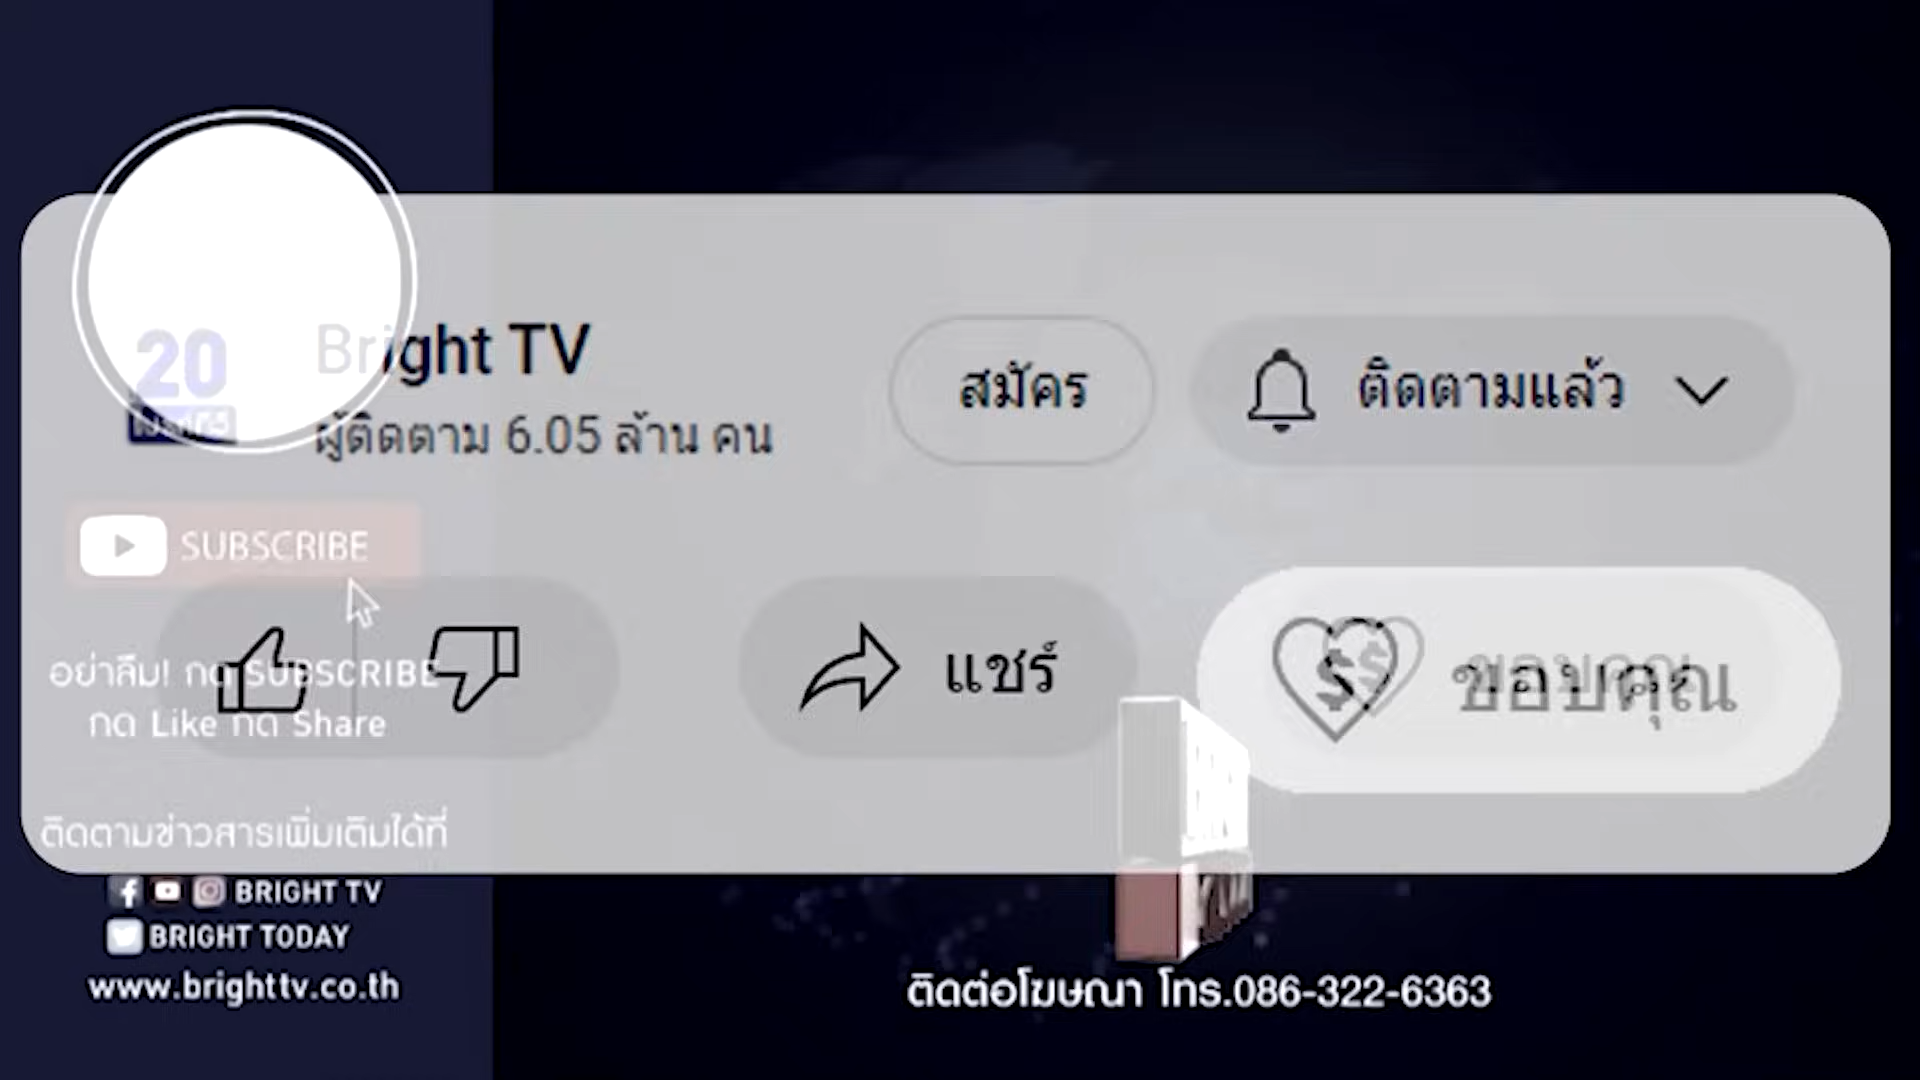 20
Bright TV
ผู้ติดตาม 6.05 ล้าน คน
สมัคร
ติดตามแล้ว
SUBSCRIBE
แชร์
ขอบคุณ
อย่าลืม! กด SUBSCRIBE
กด Like กด Share
ติดตามข่าวสารเพิ่มเติมได้ที่
BRIGHT TV
BRIGHT TODAY
www.brighttv.co.th
ติดต่อโฆษณา โทร.086-322-6363